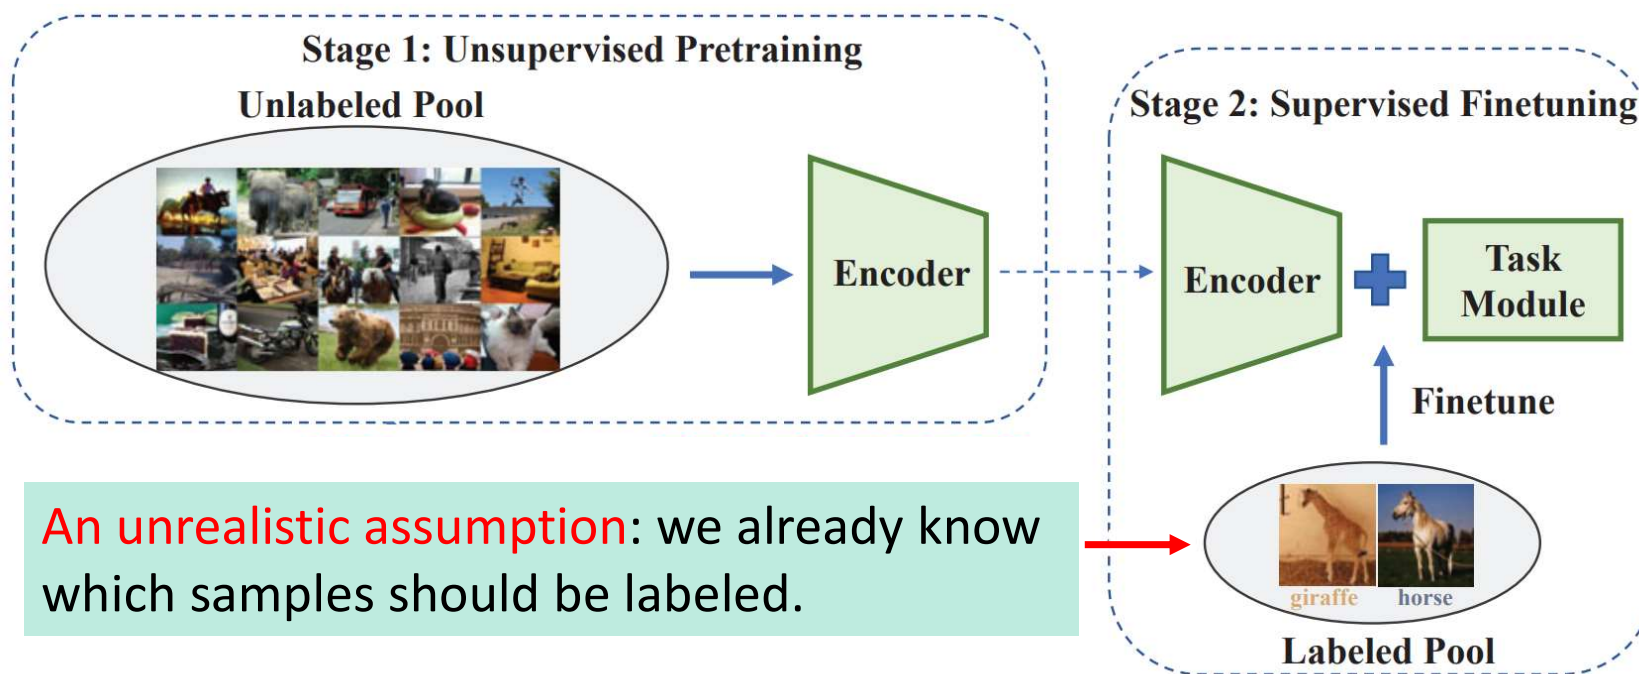 Stage 1: Unsupervised Pretraining
Unlabeled Pool
Encoder
Stage 2: Supervised Finetuning
Encoder
Task
Module
Finetune
An unrealistic assumption: we already know
which samples should be labeled.
giraffe
horse
Labeled Pool